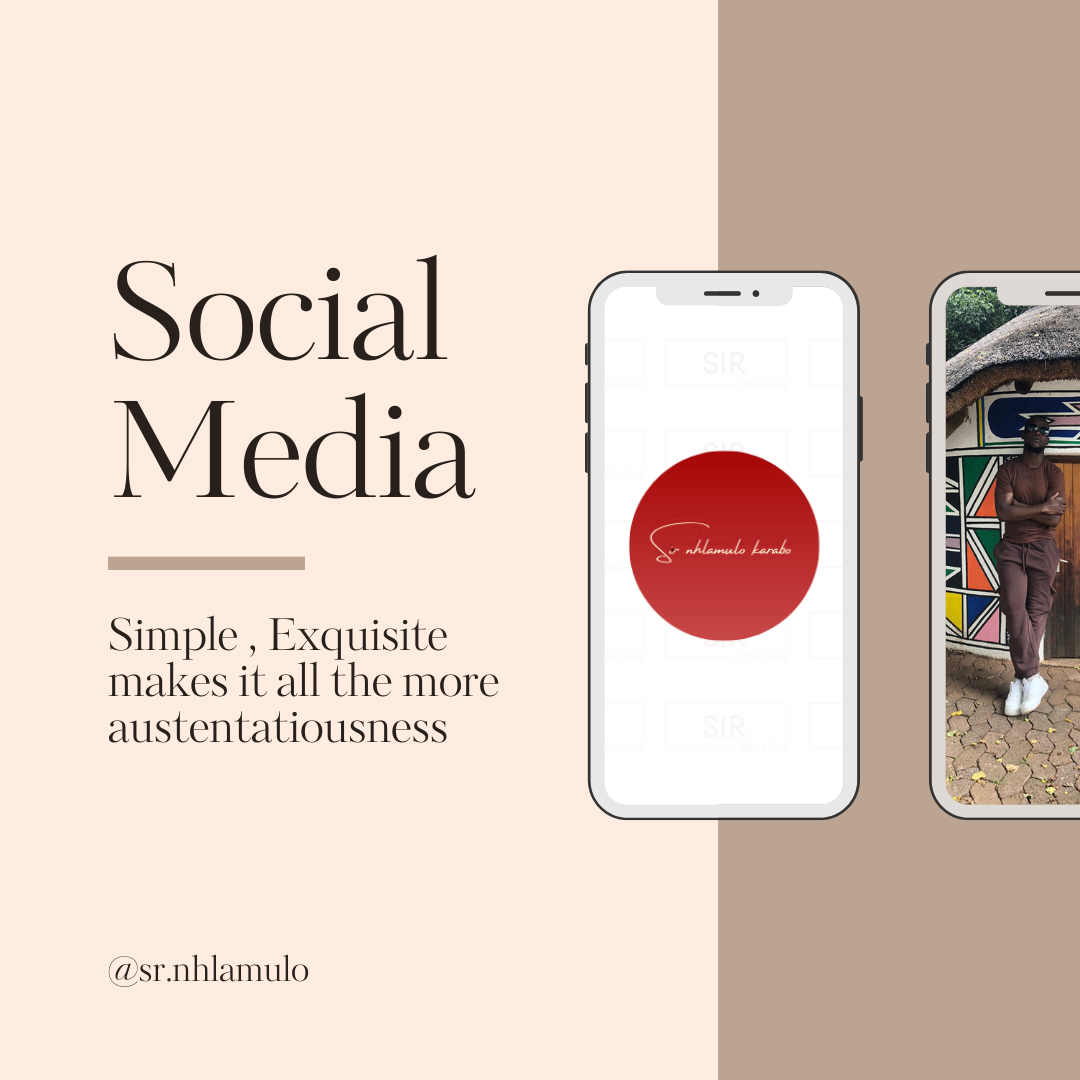 Social
Media
Simple , Exquisite
makes it all the more
austentatiousness
@sr.nhlamulo
SIR
SIR
Sir nhlamulo karabo
SIR